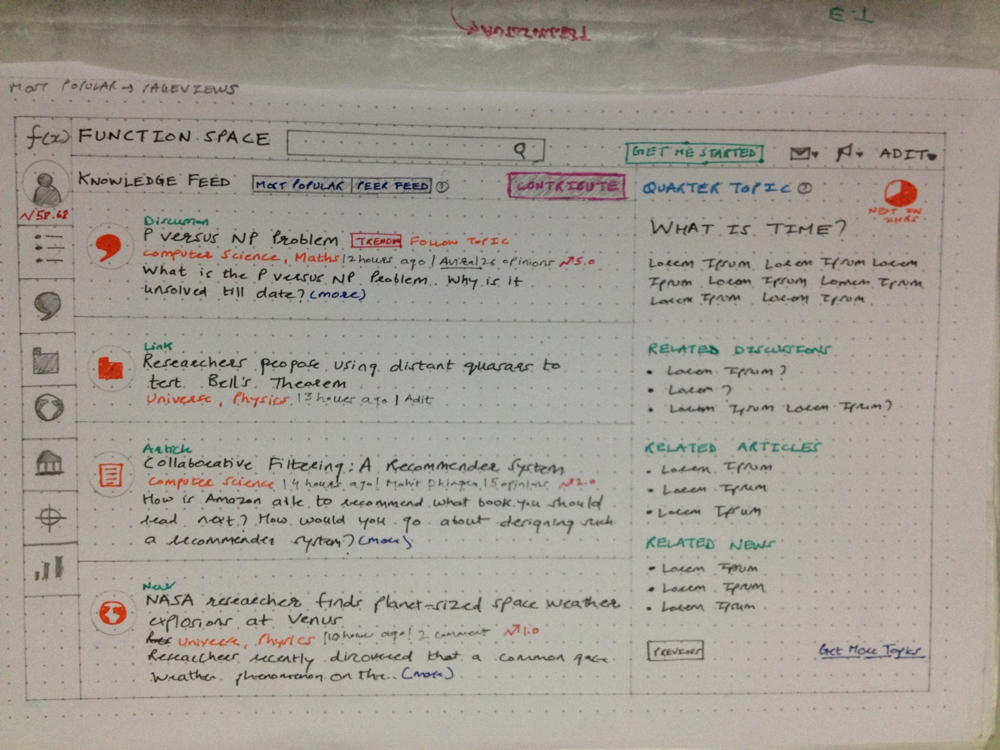 MOST POPULAR → PAGEVIEWS
f(x) FUNCTION SPACE
GET ME STARTED
ADIT
58.68
KNOWLEDGE FEED
MOST POPULAR
PEER FEED ?
CONTRIBUTE
Discussion
P VERSUS NP PROBLEM TREND FOLLOW TOPIC
Computer Science, Maths | 2 hours ago | Aviral | 26 opinions 5.0
What is the P versus NP Problem. Why is it
unsolved till date? (more)
Link
Researchers propose using distant quasars to
test Bell's Theorem
Universe, Physics | 13 hours ago | Adit
Article
Collaborative Filtering: A Recommender System
Computer Science | 4 hours ago | Mohit | 5 opinions 2.0
How is Amazon able to recommend what book you should
read next? How would you go about designing such
a recommender system? (more)
News
NASA researcher finds planet-sized space weather
explosions at Venus
Universe, Physics | 10 hours ago | 2 comment 1.0
Researchers recently discovered that a common space
weather phenomenon on the.. (more)
QUARTER TOPIC ?
NEXT IN
HRS
WHAT IS TIME?
Lorem Ipsum Lorem Ipsum Lorem
Ipsum Lorem Ipsum Lorem Ipsum
Lorem Ipsum Lorem Ipsum
RELATED DISCUSSIONS
• Lorem Ipsum?
• Lorem?
• Lorem Ipsum Lorem Ipsum?
RELATED ARTICLES
• Lorem Ipsum
• Lorem Ipsum
• Lorem Ipsum
RELATED NEWS
• Lorem Ipsum
• Lorem Ipsum
• Lorem Ipsum
PREVIOUS
Get More Topics